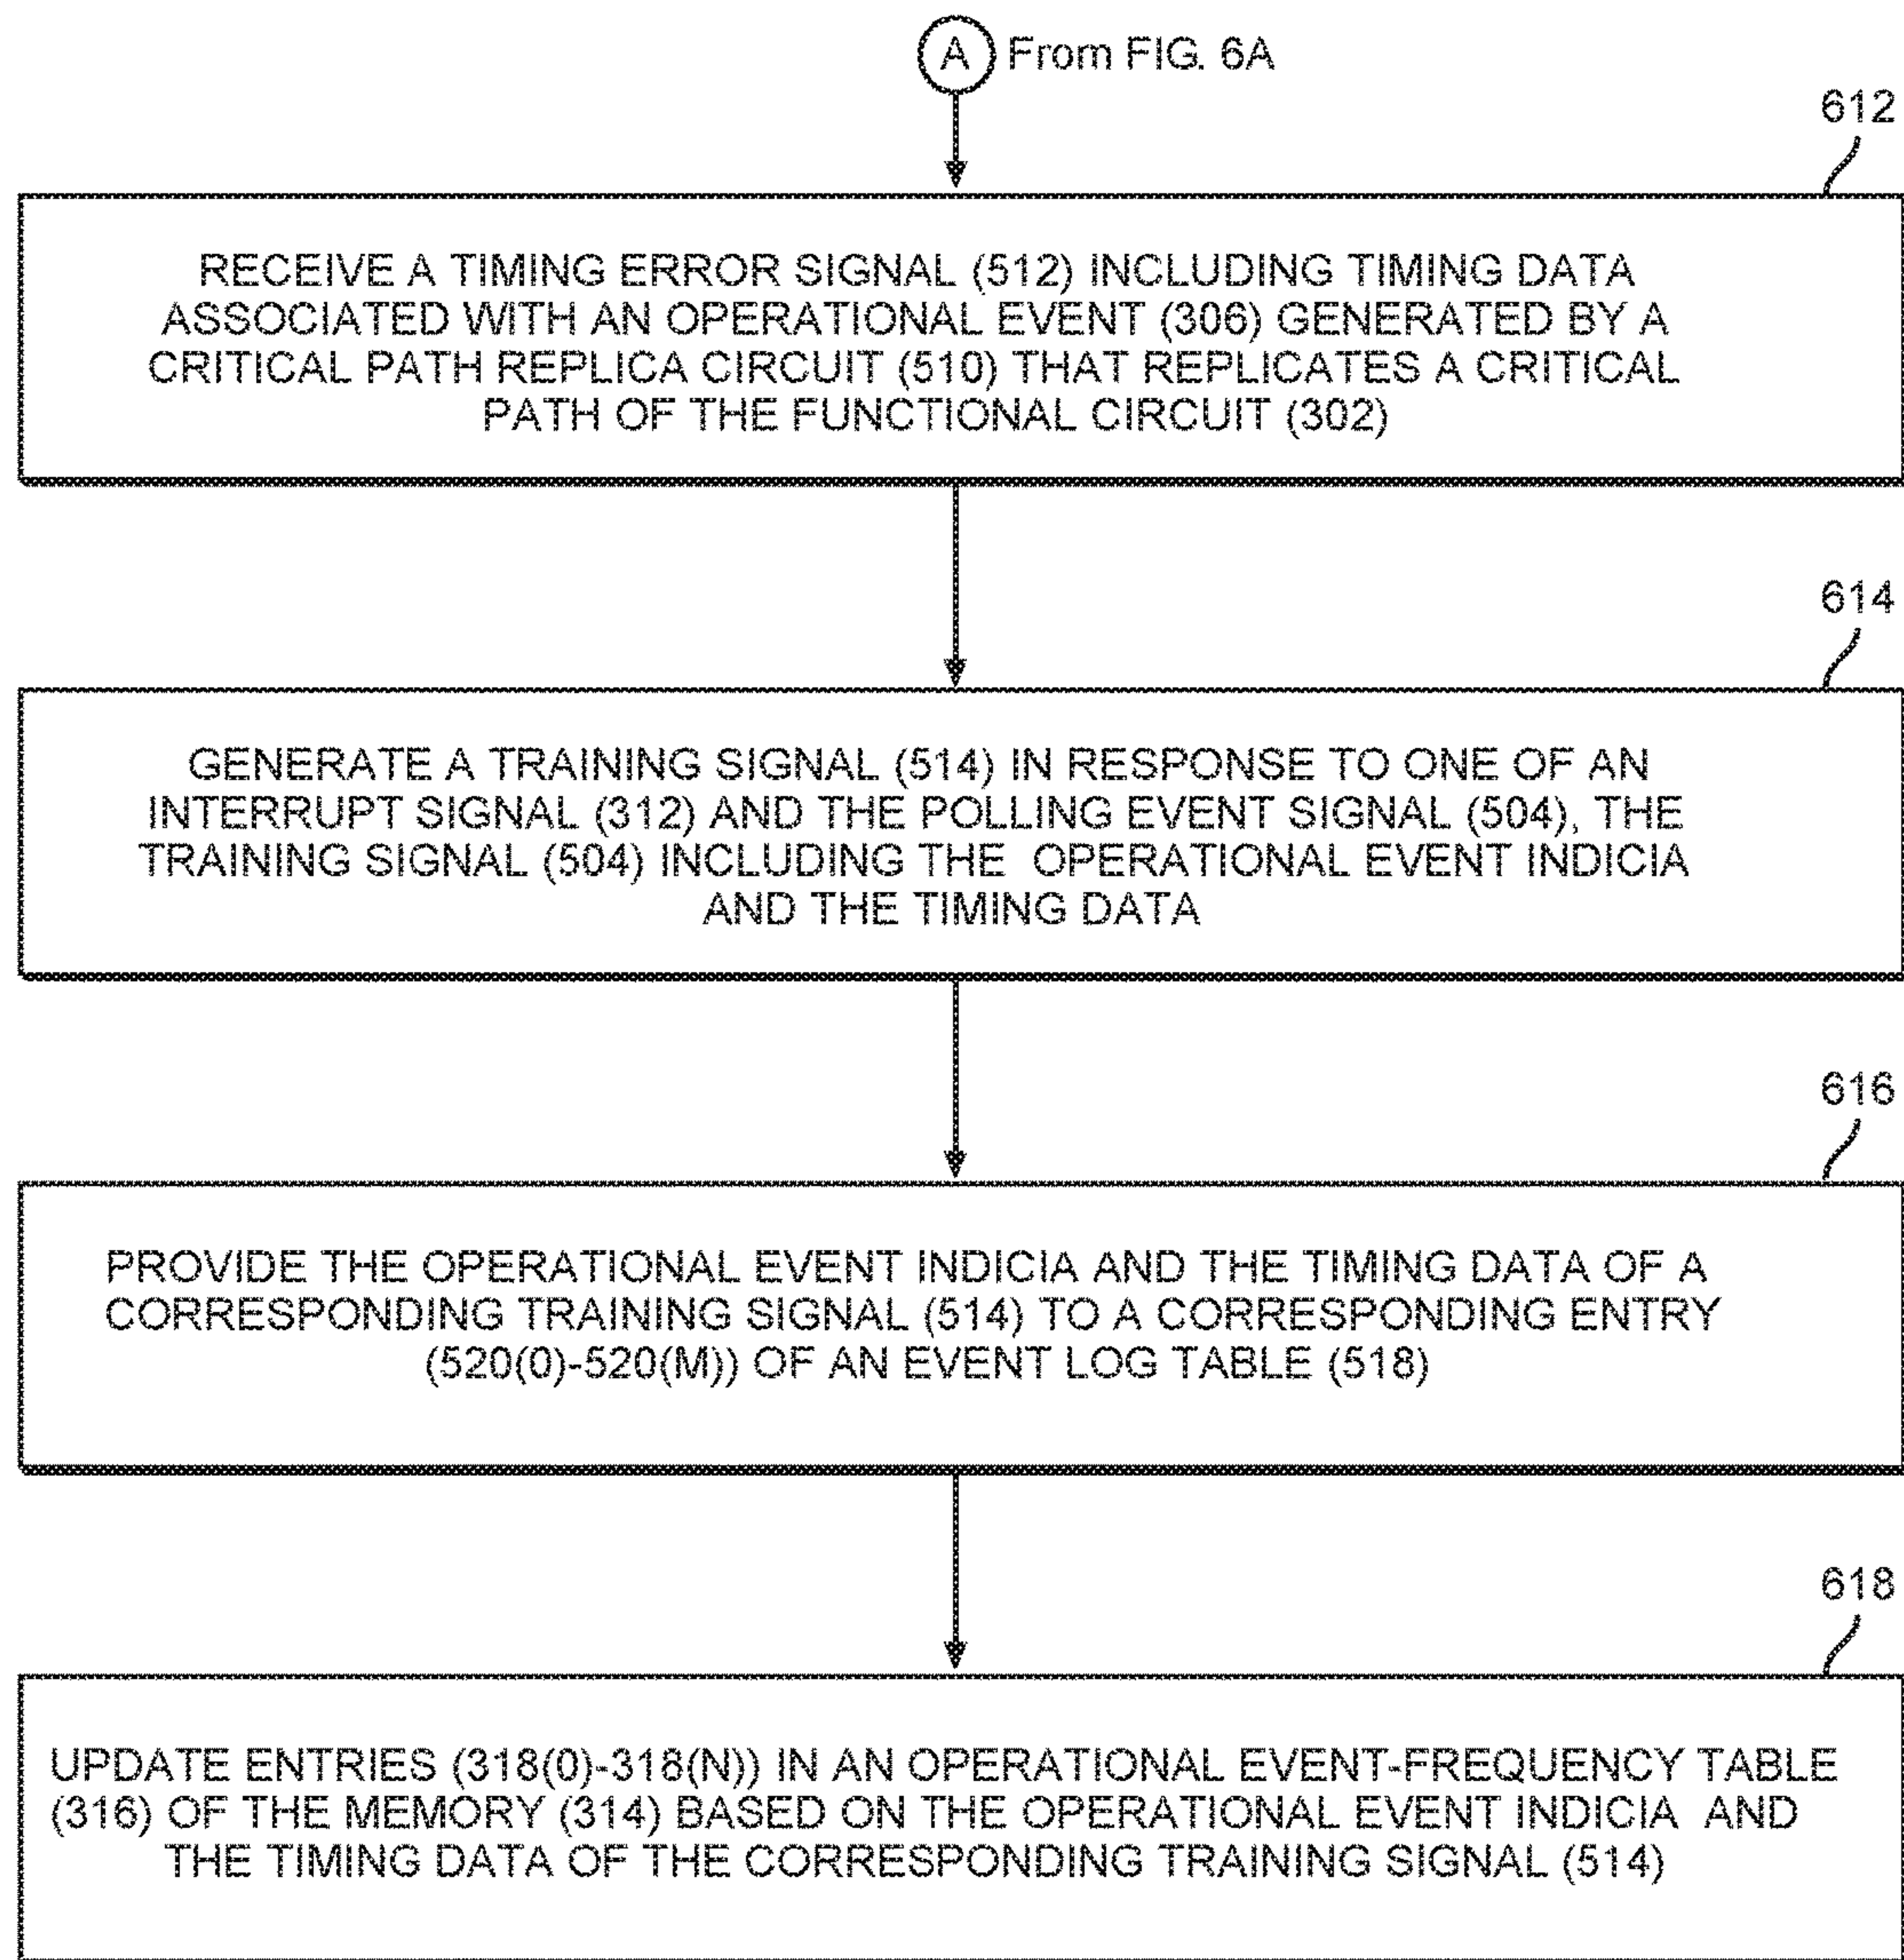 A From FIG. 6A
612
RECEIVE A TIMING ERROR SIGNAL (512) INCLUDING TIMING DATA
ASSOCIATED WITH AN OPERATIONAL EVENT (306) GENERATED BY A
CRITICAL PATH REPLICA CIRCUIT (510) THAT REPLICATES A CRITICAL
PATH OF THE FUNCTIONAL CIRCUIT (302)
614
GENERATE A TRAINING SIGNAL (514) IN RESPONSE TO ONE OF AN
INTERRUPT SIGNAL (312) AND THE POLLING EVENT SIGNAL (504), THE
TRAINING SIGNAL (504) INCLUDING THE OPERATIONAL EVENT INDICIA
AND THE TIMING DATA
616
PROVIDE THE OPERATIONAL EVENT INDICIA AND THE TIMING DATA OF A
CORRESPONDING TRAINING SIGNAL (514) TO A CORRESPONDING ENTRY
(520(0)-520(M)) OF AN EVENT LOG TABLE (518)
618
UPDATE ENTRIES (318(0)-318(N)) IN AN OPERATIONAL EVENT-FREQUENCY TABLE
(316) OF THE MEMORY (314) BASED ON THE OPERATIONAL EVENT INDICIA AND
THE TIMING DATA OF THE CORRESPONDING TRAINING SIGNAL (514)